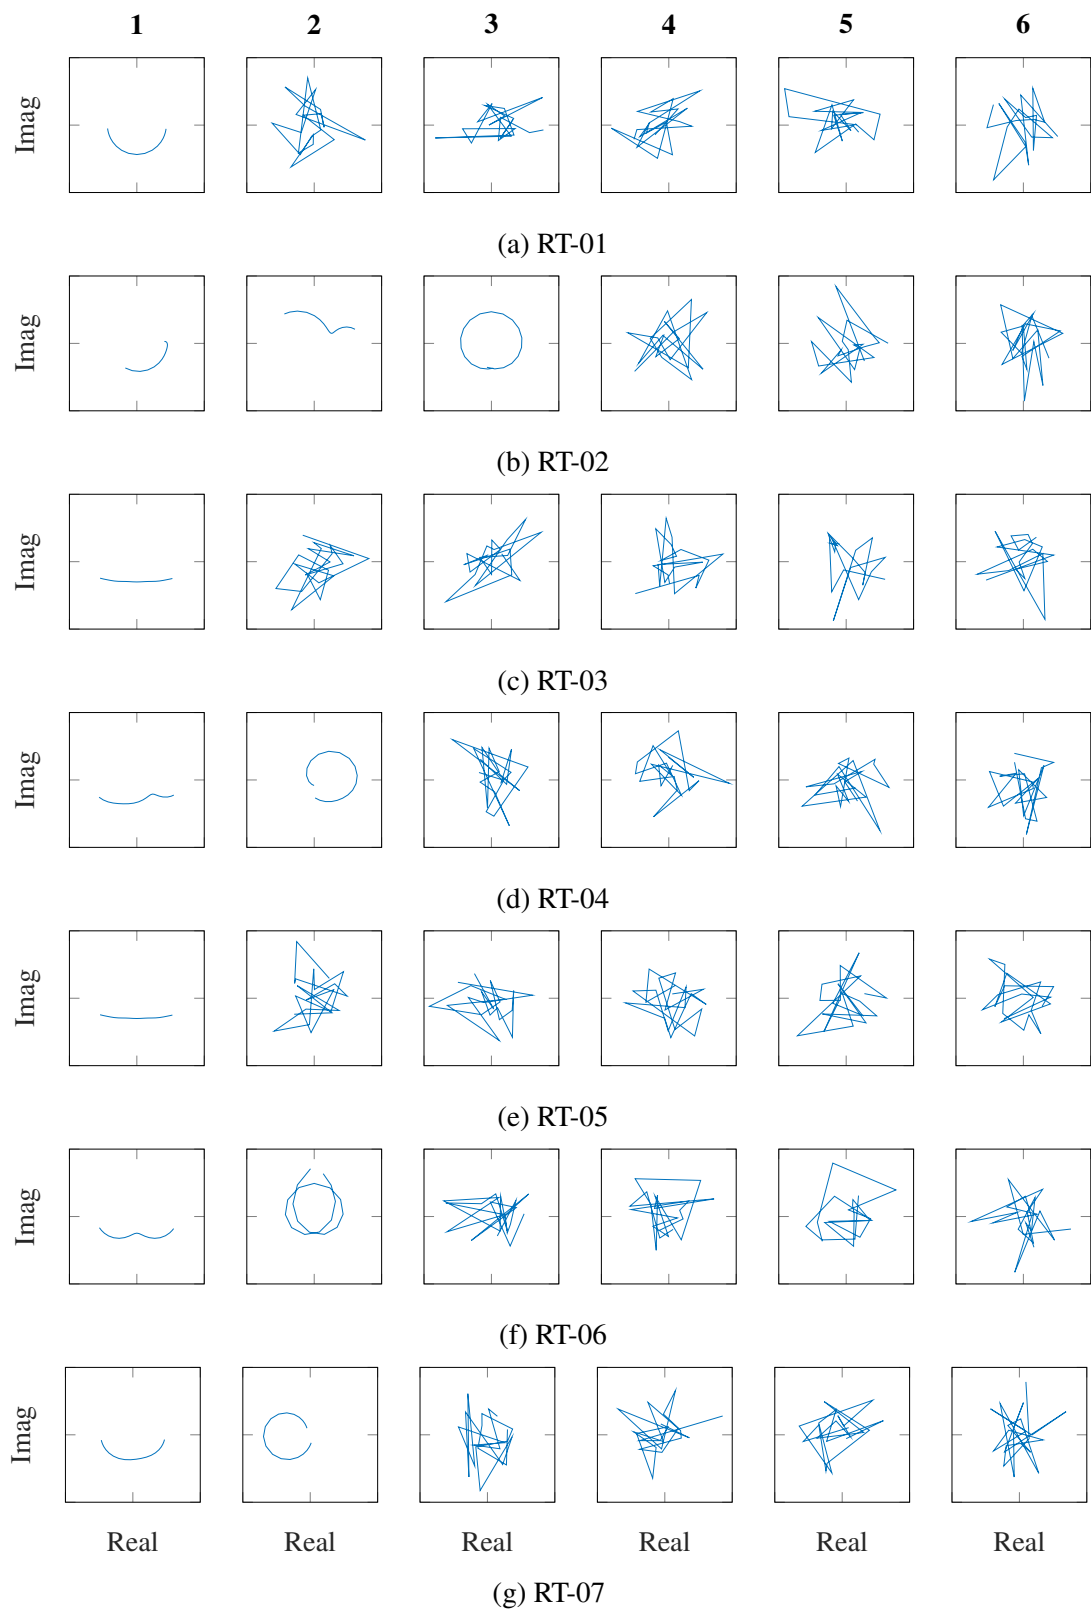 1 2 3 4 5 6
Imag
(a) RT-01
Imag
(b) RT-02
Imag
(c) RT-03
Imag
(d) RT-04
Imag
(e) RT-05
Imag
(f) RT-06
Imag
Real Real Real Real Real Real
(g) RT-07